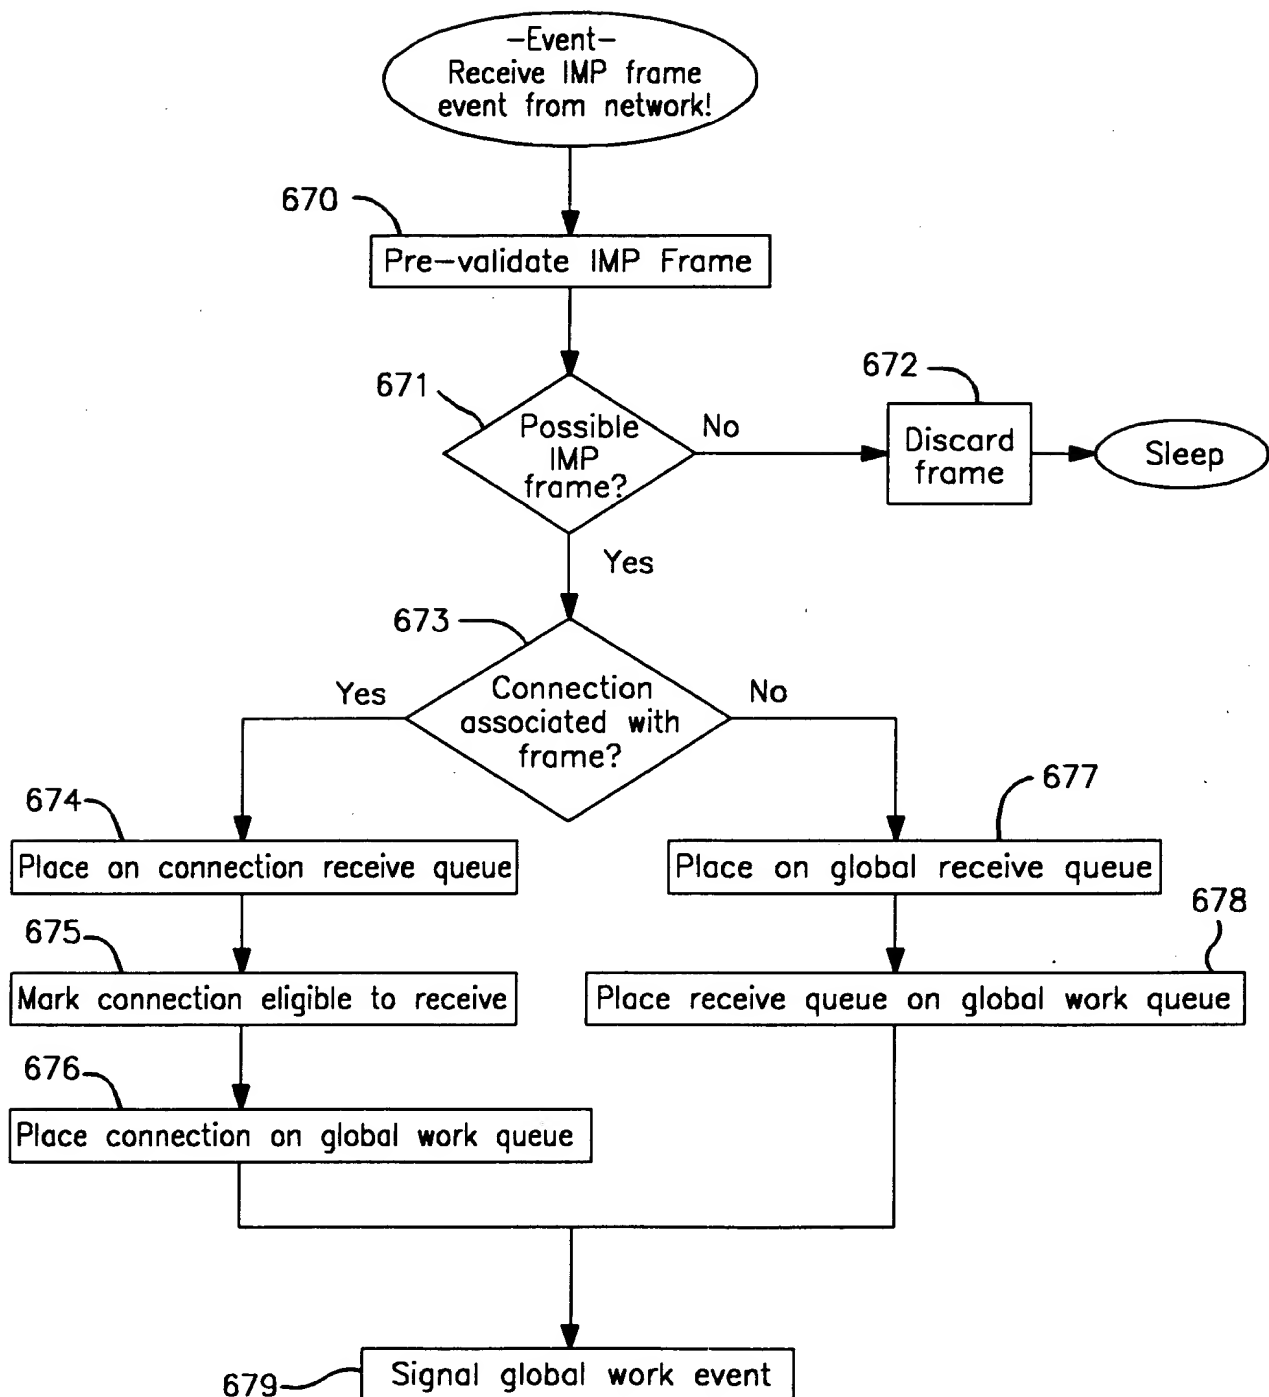 -Event-
Receive IMP frame
event from network!
670
Pre-validate IMP Frame
671
Possible
IMP
frame?
No
672
Discard
frame
Sleep
Yes
673
Connection
associated with
frame?
Yes
No
674
Place on connection receive queue
677
Place on global receive queue
675
Mark connection eligible to receive
678
Place receive queue on global work queue
676
Place connection on global work queue
679
Signal global work event